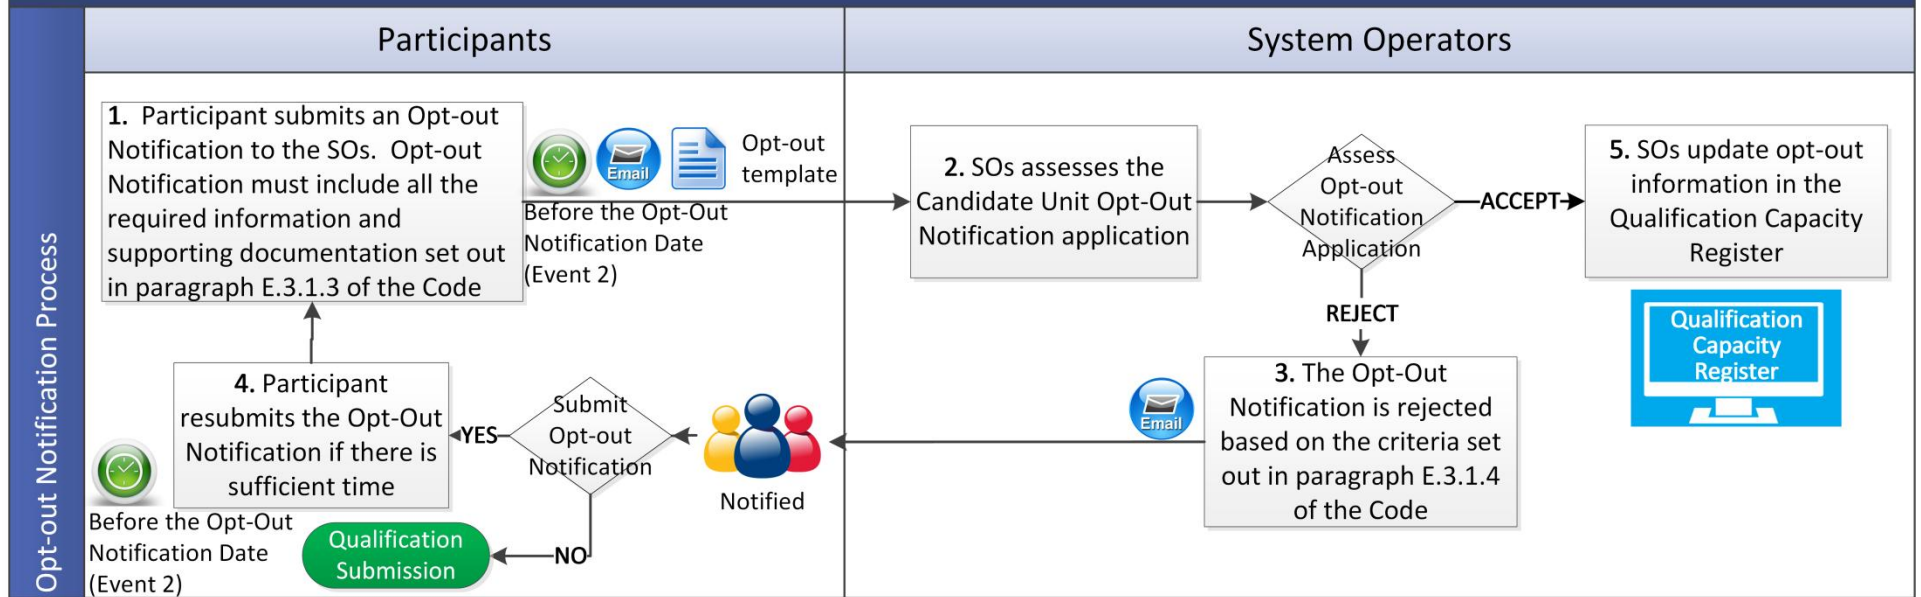 Opt-out Notification Process
Participants
1. Participant submits an Opt-out
Notification to the SOs. Opt-out
Notification must include all the
required information and
supporting documentation set out
in paragraph E.3.1.3 of the Code
Email
Opt-out
template
Before the Opt-Out
Notification Date
(Event 2)
4. Participant
resubmits the Opt-Out
Notification if there is
sufficient time
Before the Opt-Out
Notification Date
(Event 2)
YES
Submit
Opt-out
Notification
NO
Qualification
Submission
Notified
System Operators
2. SOs assesses the
Candidate Unit Opt-Out
Notification application
Assess
Opt-out
Notification
Application
ACCEPT
5. SOs update opt-out
information in the
Qualification Capacity
Register
Qualification
Capacity
Register
REJECT
3. The Opt-Out
Notification is rejected
based on the criteria set
out in paragraph E.3.1.4
of the Code
Email